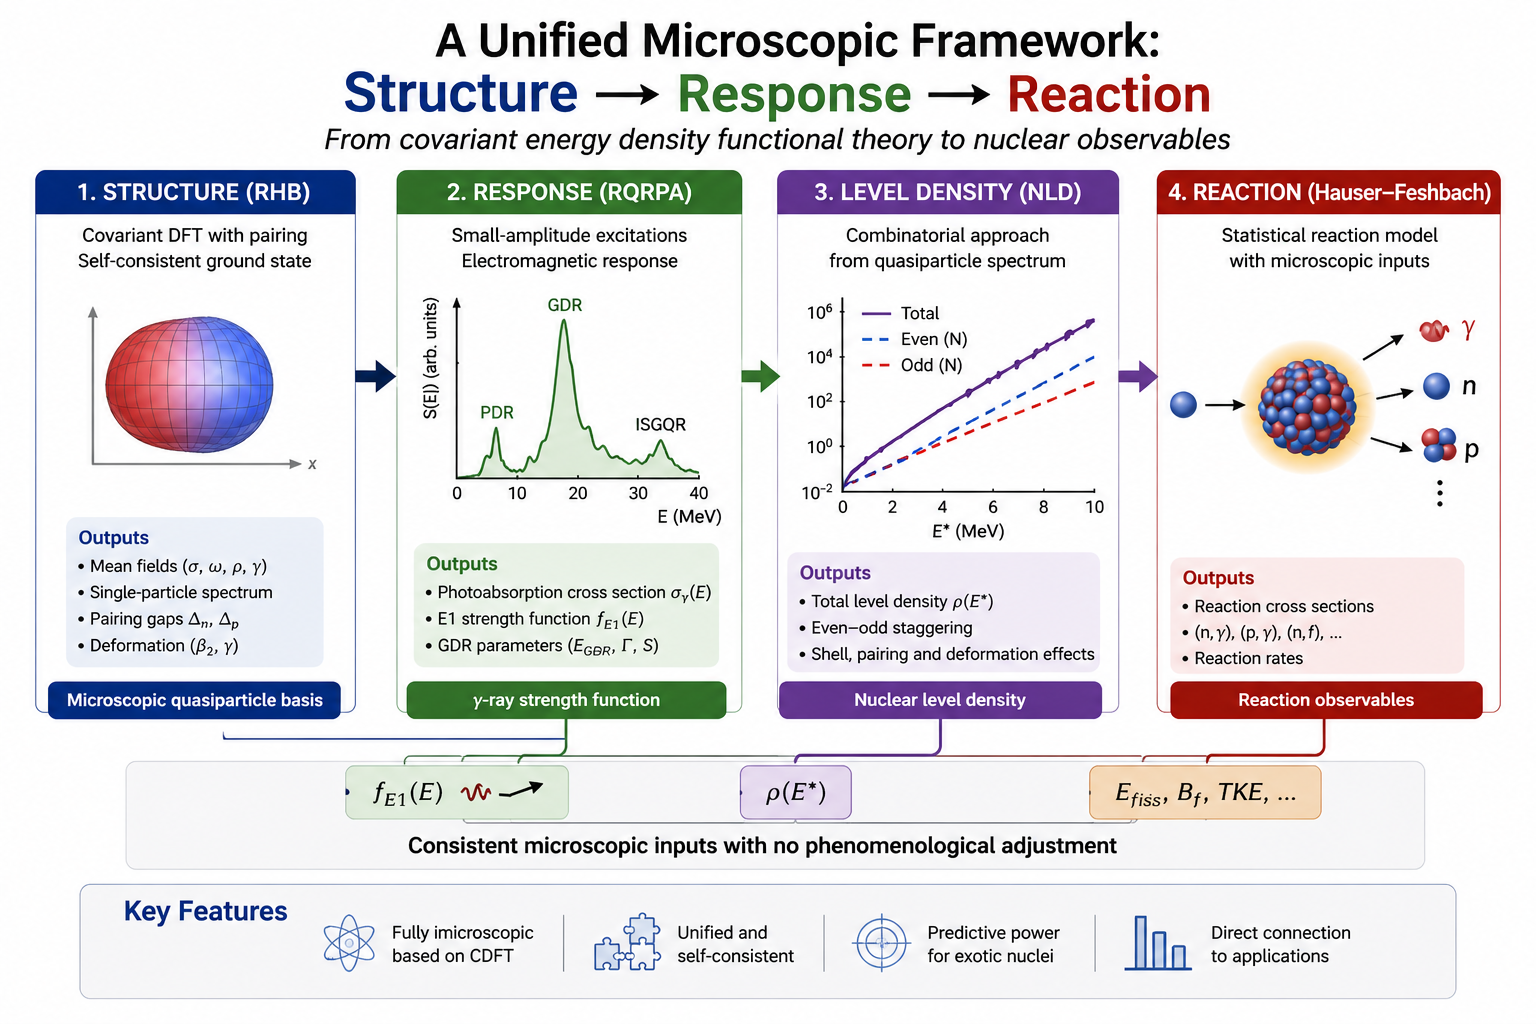 A Unified Microscopic Framework:
Structure → Response → Reaction
From covariant energy density functional theory to nuclear observables
1. STRUCTURE (RHB)
Covariant DFT with pairing
Self-consistent ground state
x
Outputs
• Mean fields (σ, ω, ρ, γ)
• Single-particle spectrum
• Pairing gaps Δn, Δp
• Deformation (β2, γ)
Microscopic quasiparticle basis
2. RESPONSE (RQRPA)
Small-amplitude excitations
Electromagnetic response
S(E|) (arb. units)
GDR
PDR
ISGQR
0 10 20 30 40
E (MeV)
Outputs
• Photoabsorption cross section σγ(E)
• E1 strength function fE1(E)
• GDR parameters (EGDR, Γ, S)
γ-ray strength function
3. LEVEL DENSITY (NLD)
Combinatorial approach
from quasiparticle spectrum
10⁶
10⁴
10²
10⁰
10⁻²
Total
Even (N)
Odd (N)
0 2 4 6 8 10
E* (MeV)
Outputs
• Total level density ρ(E*)
• Even–odd staggering
• Shell, pairing and deformation effects
Nuclear level density
4. REACTION (Hauser–Feshbach)
Statistical reaction model
with microscopic inputs
γ
n
p
Outputs
• Reaction cross sections
• (n, γ), (p, γ), (n, f), ...
• Reaction rates
Reaction observables
fE1(E)
ρ(E*)
Efiss, Bf, TKE, ...
Consistent microscopic inputs with no phenomenological adjustment
Key Features
Fully imicroscopic
based on CDFT
Unified and
self-consistent
Predictive power
for exotic nuclei
Direct connection
to applications